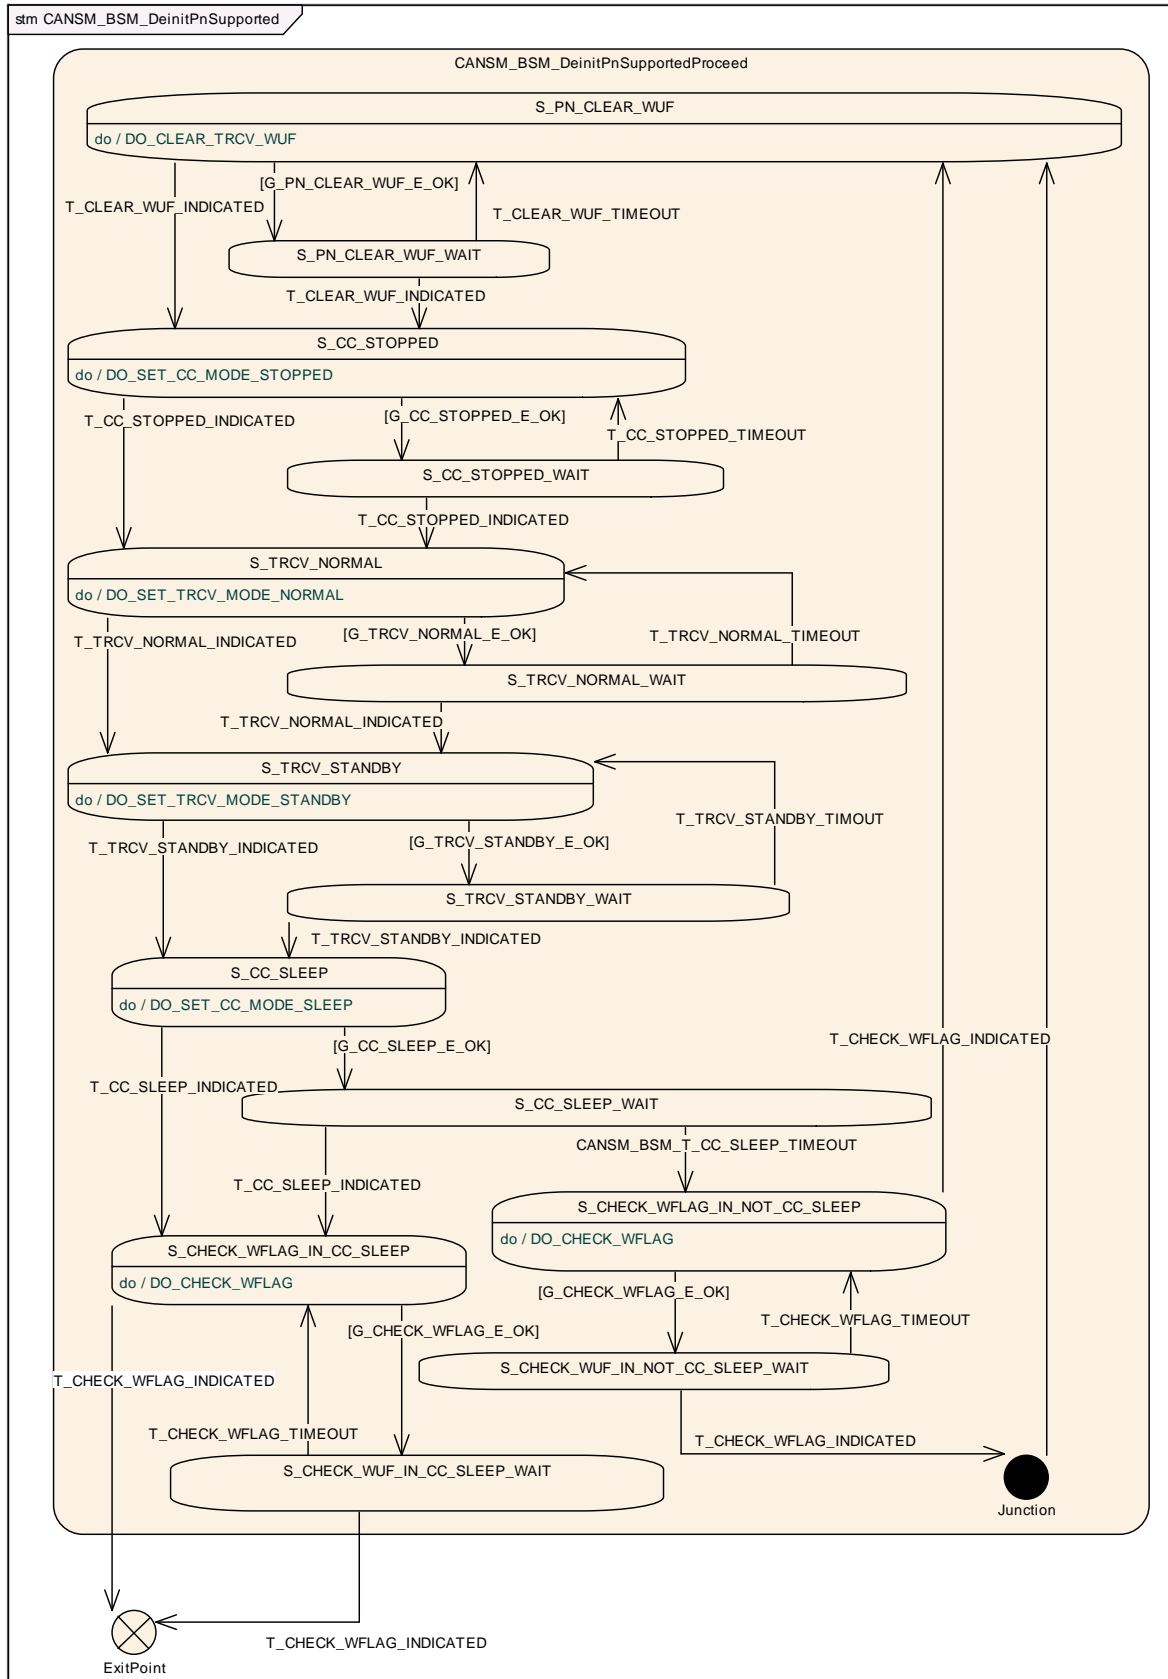 stm CANSM_BSM_DeinitPnSupported
CANSM_BSM_DeinitPnSupportedProceed
S_PN_CLEAR_WUF
do / DO_CLEAR_TRCV_WUF
[G_PN_CLEAR_WUF_E_OK]
T_CLEAR_WUF_INDICATED
T_CLEAR_WUF_TIMEOUT
S_PN_CLEAR_WUF_WAIT
T_CLEAR_WUF_INDICATED
S_CC_STOPPED
do / DO_SET_CC_MODE_STOPPED
T_CC_STOPPED_INDICATED
[G_CC_STOPPED_E_OK]
T_CC_STOPPED_TIMEOUT
S_CC_STOPPED_WAIT
T_CC_STOPPED_INDICATED
S_TRCV_NORMAL
do / DO_SET_TRCV_MODE_NORMAL
T_TRCV_NORMAL_INDICATED
[G_TRCV_NORMAL_E_OK]
T_TRCV_NORMAL_TIMEOUT
S_TRCV_NORMAL_WAIT
T_TRCV_NORMAL_INDICATED
S_TRCV_STANDBY
do / DO_SET_TRCV_MODE_STANDBY
T_TRCV_STANDBY_TIMOUT
T_TRCV_STANDBY_INDICATED
[G_TRCV_STANDBY_E_OK]
S_TRCV_STANDBY_WAIT
T_TRCV_STANDBY_INDICATED
S_CC_SLEEP
do / DO_SET_CC_MODE_SLEEP
[G_CC_SLEEP_E_OK]
T_CHECK_WFLAG_INDICATED
T_CC_SLEEP_INDICATED
S_CC_SLEEP_WAIT
CANSM_BSM_T_CC_SLEEP_TIMEOUT
T_CC_SLEEP_INDICATED
S_CHECK_WFLAG_IN_NOT_CC_SLEEP
do / DO_CHECK_WFLAG
S_CHECK_WFLAG_IN_CC_SLEEP
do / DO_CHECK_WFLAG
[G_CHECK_WFLAG_E_OK]
T_CHECK_WFLAG_TIMEOUT
[G_CHECK_WFLAG_E_OK]
S_CHECK_WUF_IN_NOT_CC_SLEEP_WAIT
T_CHECK_WFLAG_INDICATED
T_CHECK_WFLAG_TIMEOUT
T_CHECK_WFLAG_INDICATED
S_CHECK_WUF_IN_CC_SLEEP_WAIT
Junction
T_CHECK_WFLAG_INDICATED
ExitPoint